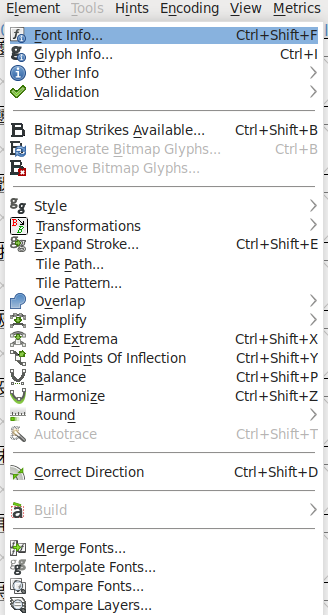 Element Tools Hints Encoding View Metrics
Font Info... Ctrl+Shift+F
Glyph Info... Ctrl+I
Other Info
Validation
Bitmap Strikes Available... Ctrl+Shift+B
Regenerate Bitmap Glyphs... Ctrl+B
Remove Bitmap Glyphs...
Style
Transformations
Expand Stroke... Ctrl+Shift+E
Tile Path...
Tile Pattern...
Overlap
Simplify
Add Extrema Ctrl+Shift+X
Add Points Of Inflection Ctrl+Shift+Y
Balance Ctrl+Shift+P
Harmonize Ctrl+Shift+Z
Round
Autotrace Ctrl+Shift+T
Correct Direction Ctrl+Shift+D
Build
Merge Fonts...
Interpolate Fonts...
Compare Fonts...
Compare Layers...